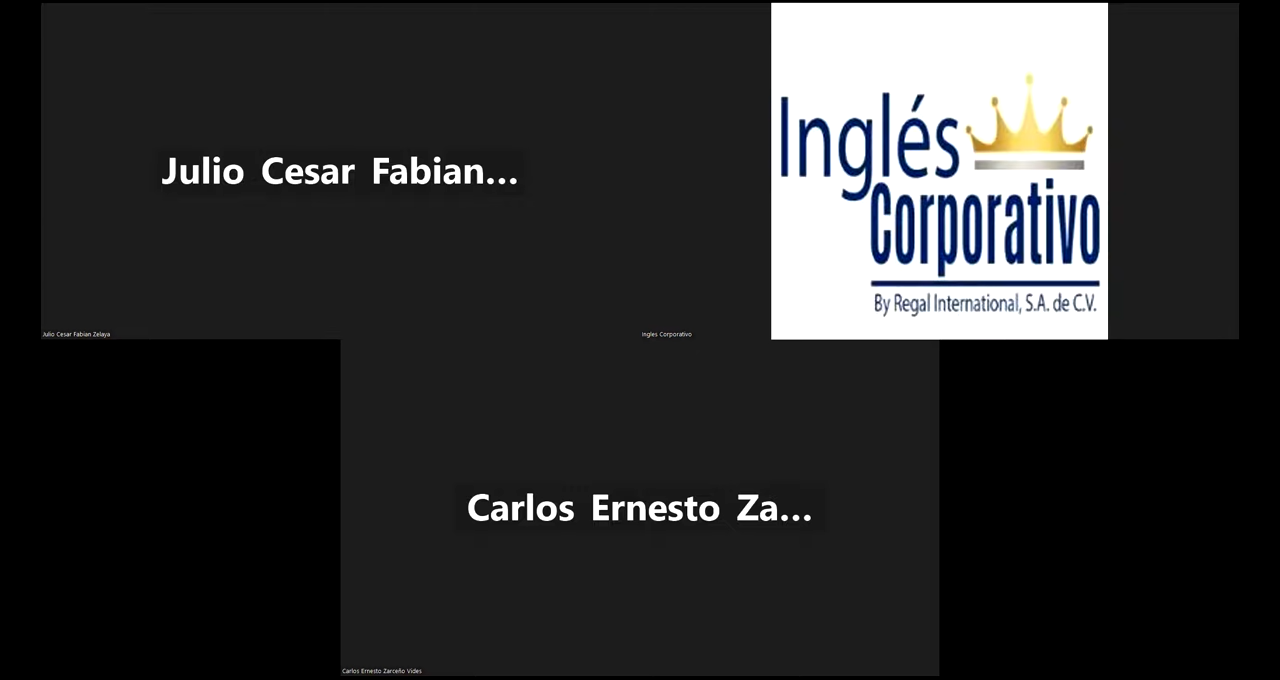 Julio Cesar Fabian...
Julio Cesar Fabian Zelaya
Inglés
Corporativo
By Regal International, S.A. de C.V.
Ingles Corporativo
Carlos Ernesto Za...
Carlos Ernesto Zarceño Vides